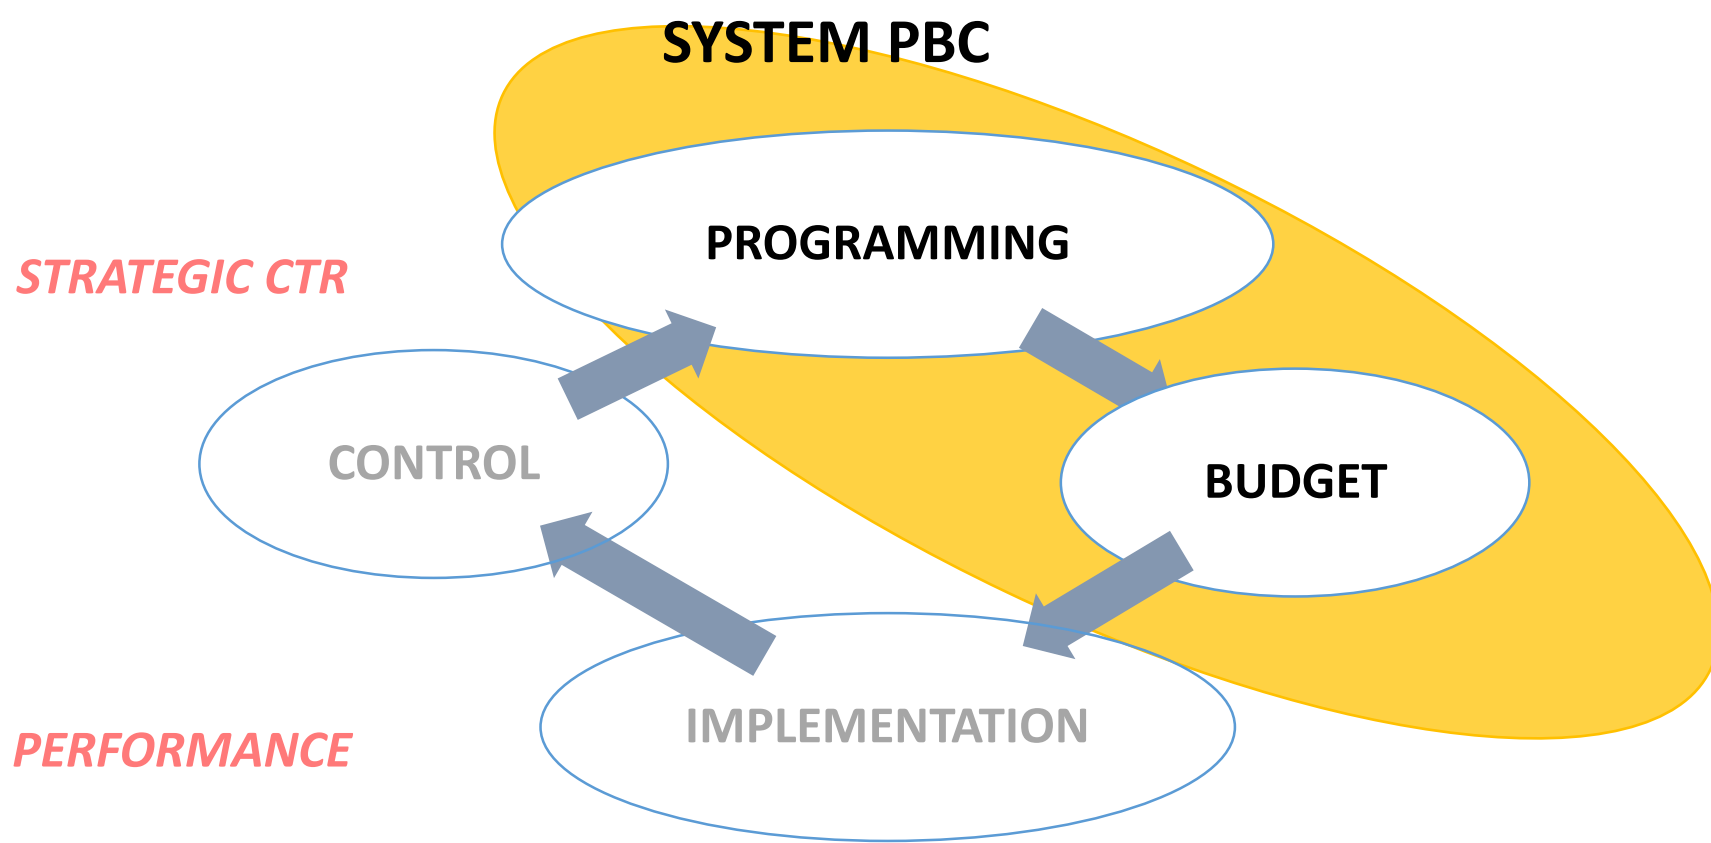 SYSTEM PBC
PROGRAMMING
STRATEGIC CTR
CONTROL
BUDGET
IMPLEMENTATION
PERFORMANCE